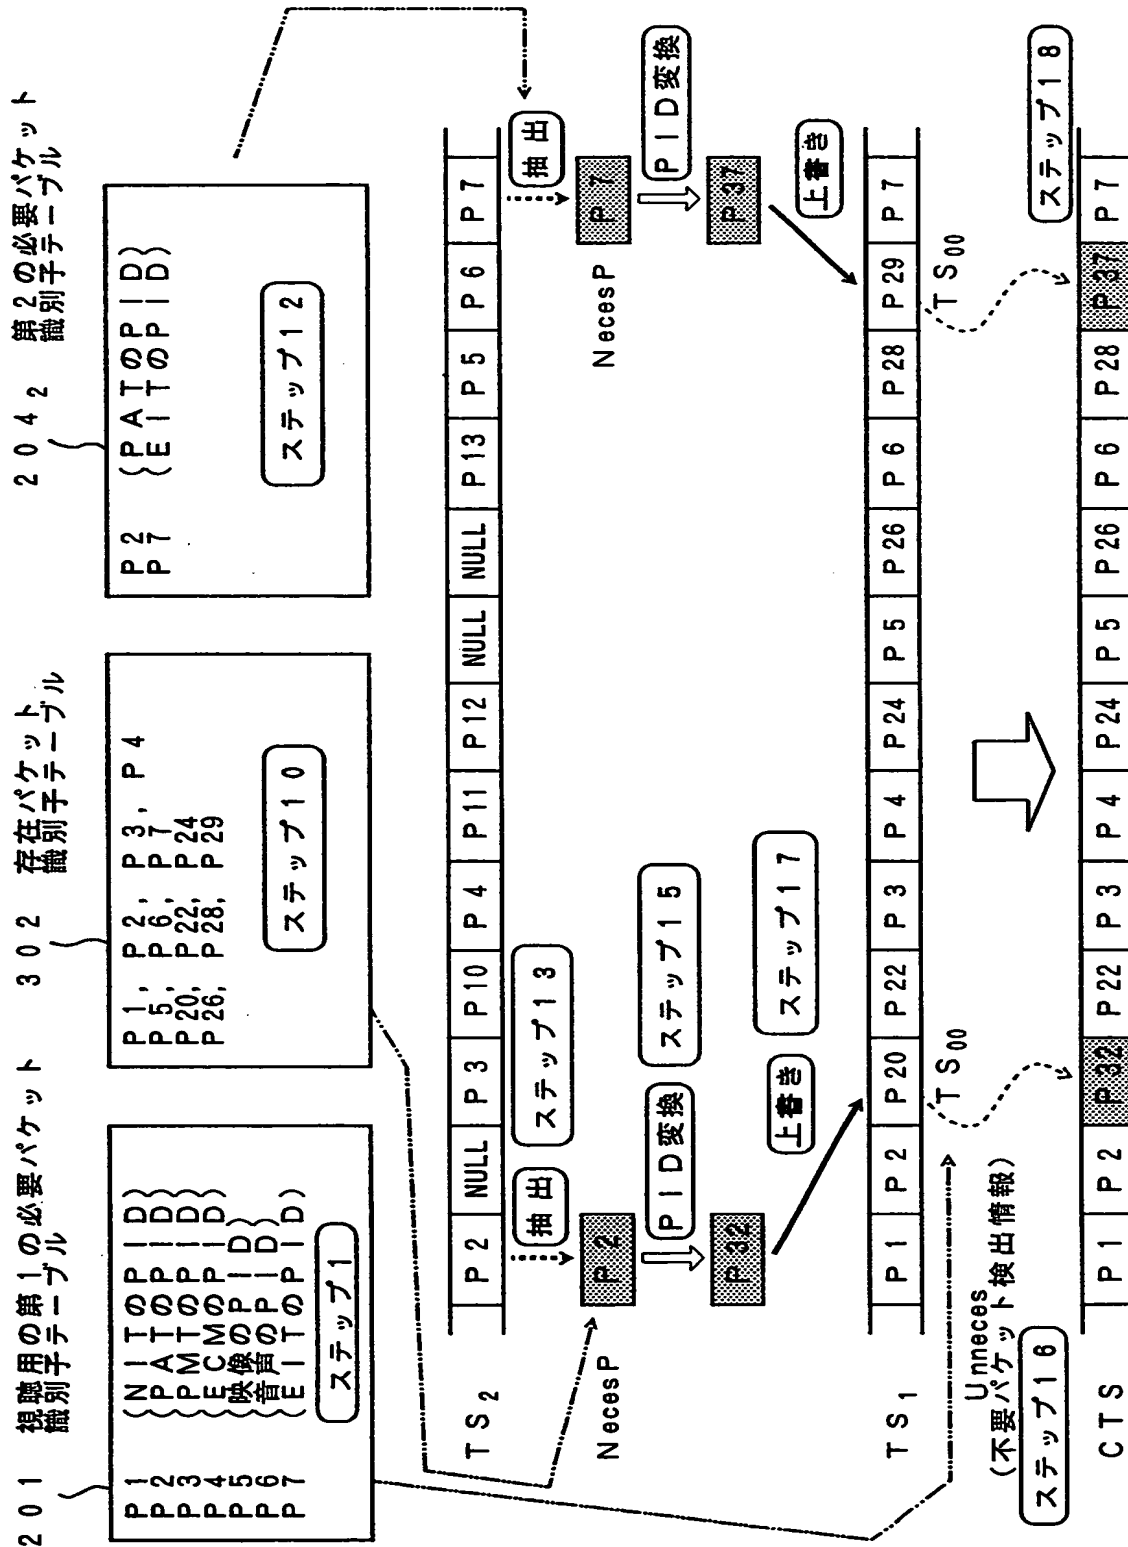 201 視聴用の第1の必要パケット
識別子テーブル
P1 (NITのPID)
P2 (PATのPID)
P3 (PMTのPID)
P4 (ECMのPID)
P5 (映像のPID)
P6 (音声のPID)
P7 (EITのPID)
ステップ1
302 存在パケット
識別子テーブル
P1, P2, P3, P4
P5, P6, P7
P20, P22, P24
P26, P28, P29
ステップ10
204₂ 第2の必要パケット
識別子テーブル
P2 (PATのPID)
P7 (EITのPID)
ステップ12
TS₂ P2 NULL P3 P10 P4 P11 P12 NULL NULL P13 P5 P6 P7
抽出 ステップ13 抽出
NecesP P2 NecesP P7
PID変換 ステップ15 PID変換
P32 P37
上書き ステップ17 上書き
TS₁ P1 P2 P20 P22 P3 P4 P24 P5 P26 P6 P28 P29 P7
Unneces
(不要パケット検出情報)
TS₀₀ TS₀₀
ステップ16
ステップ18
CTS P1 P2 P32 P22 P3 P4 P24 P5 P26 P6 P28 P37 P7